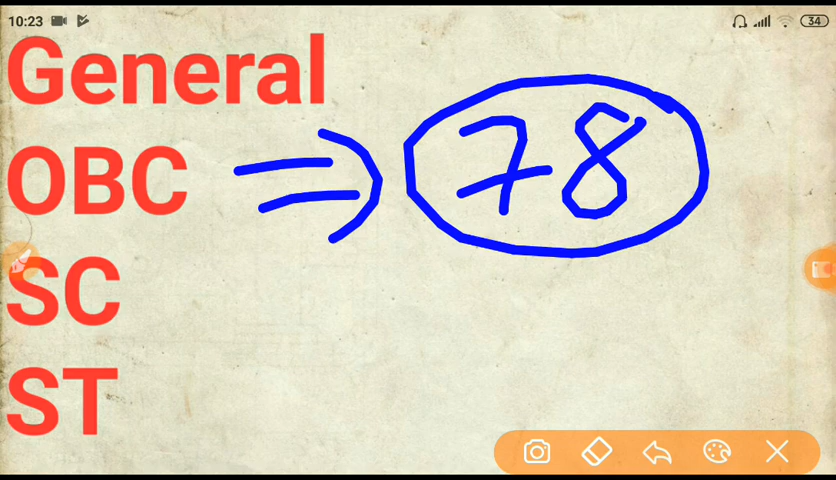 10:23
34
General
OBC ⇒ 78
SC
ST